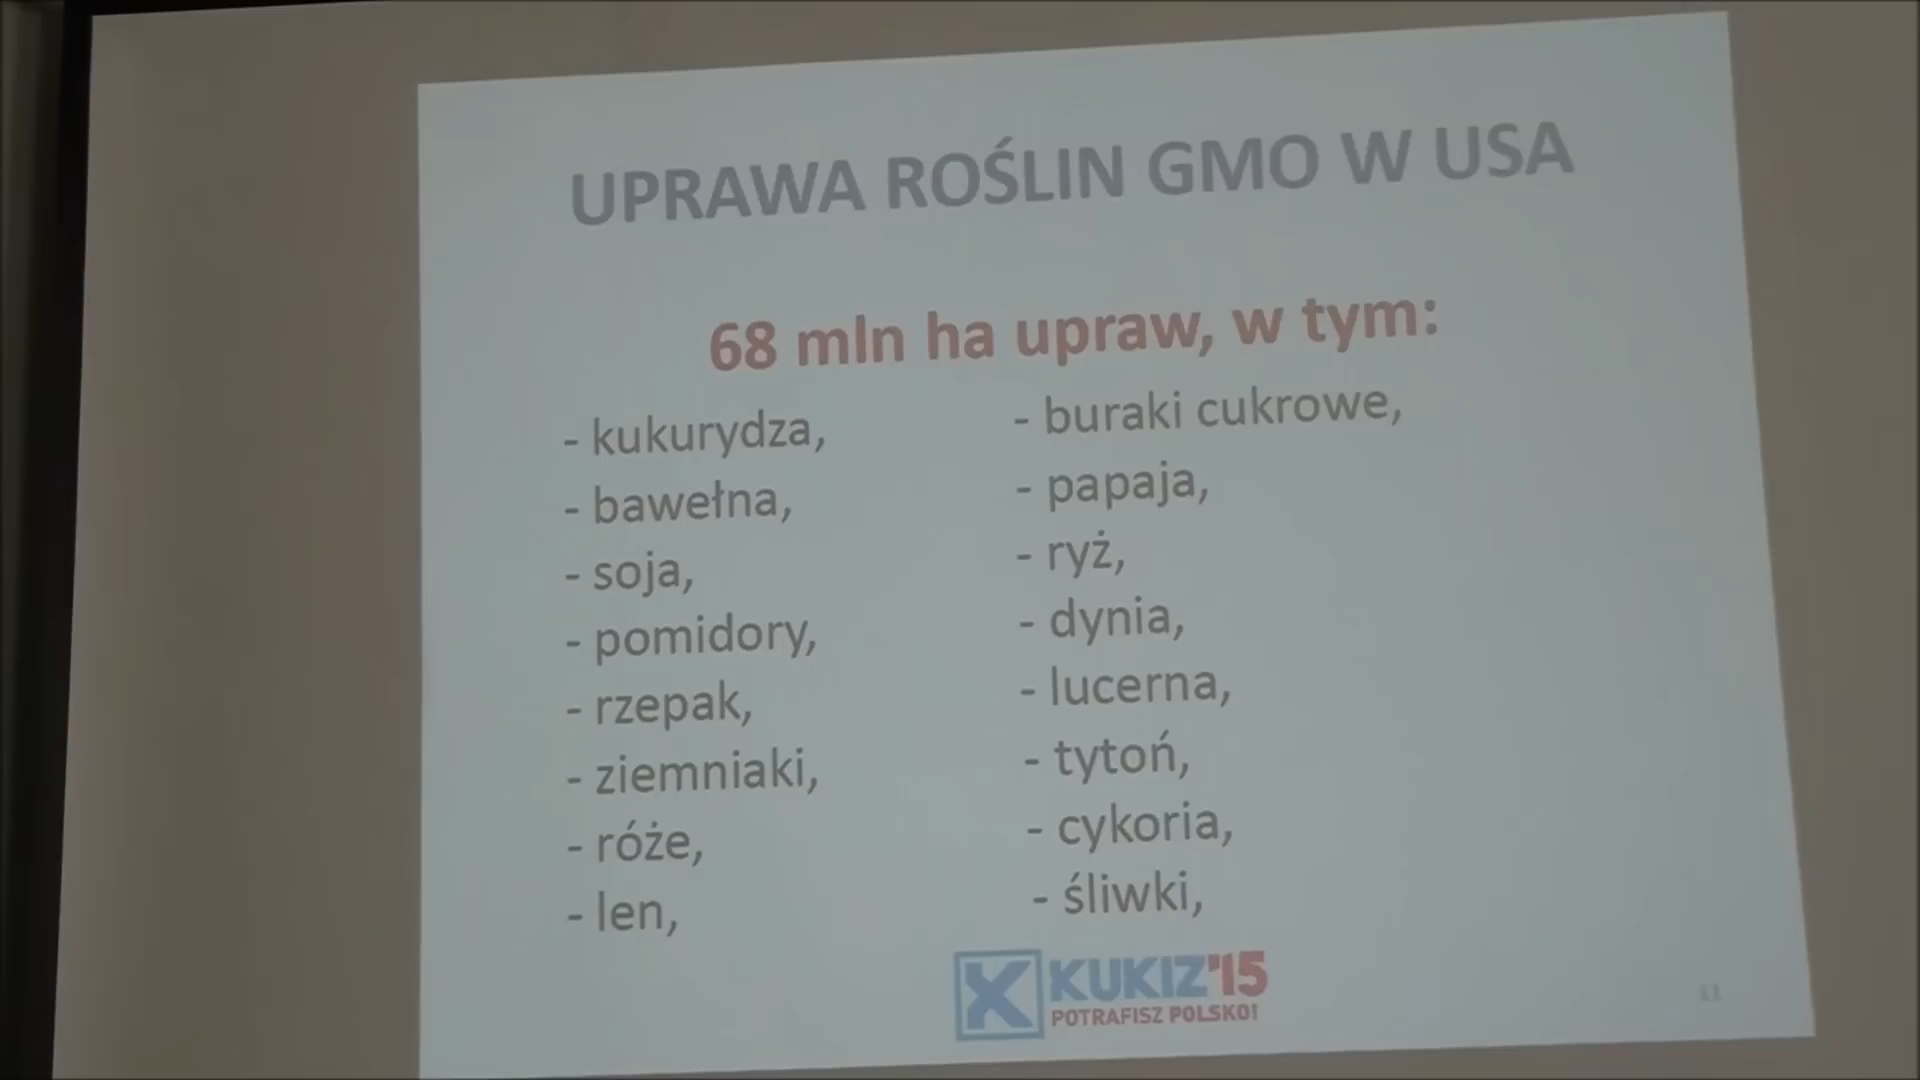 UPRAWA ROŚLIN GMO W USA
68 mln ha upraw, w tym:
- kukurydza,
- bawełna,
- soja,
- pomidory,
- rzepak,
- ziemniaki,
- róże,
- len,
- buraki cukrowe,
- papaja,
- ryż,
- dynia,
- lucerna,
- tytoń,
- cykoria,
- śliwki,
KUKIZ'15
POTRAFISZ POLSKO!
11